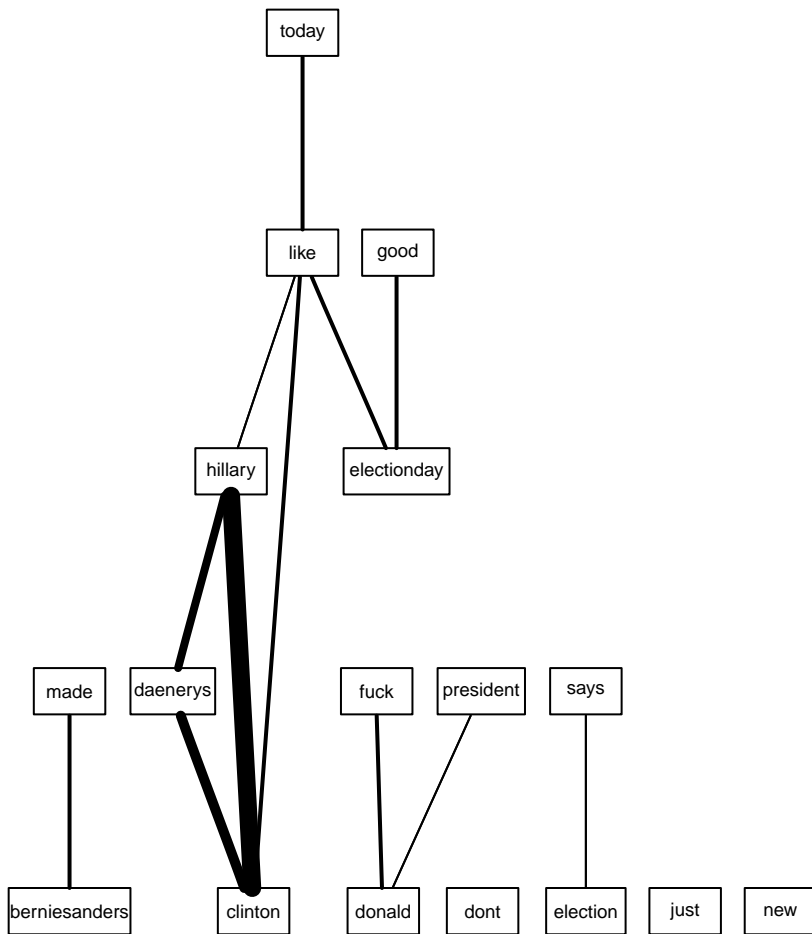 today
like
good
hillary
electionday
made
daenerys
fuck
president
says
berniesanders
clinton
donald
dont
election
just
new